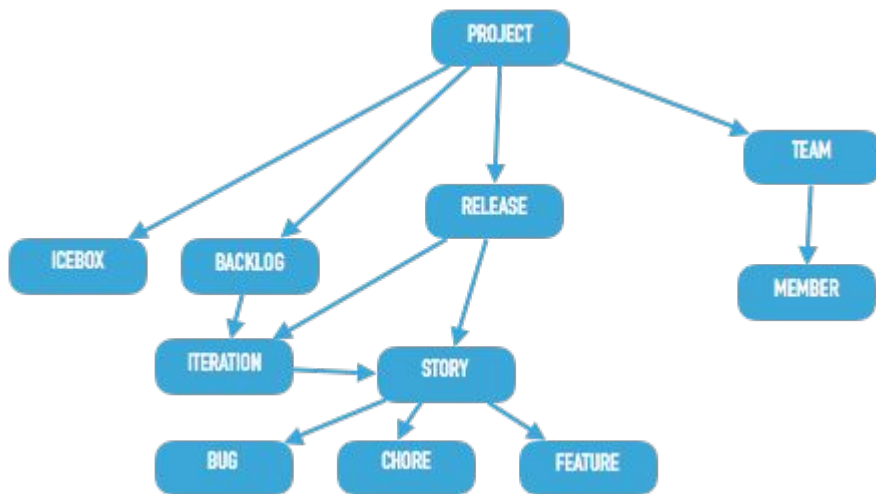 PROJECT
TEAM
RELEASE
ICEBOX
BACKLOG
MEMBER
ITERATION
STORY
BUG
CHORE
FEATURE